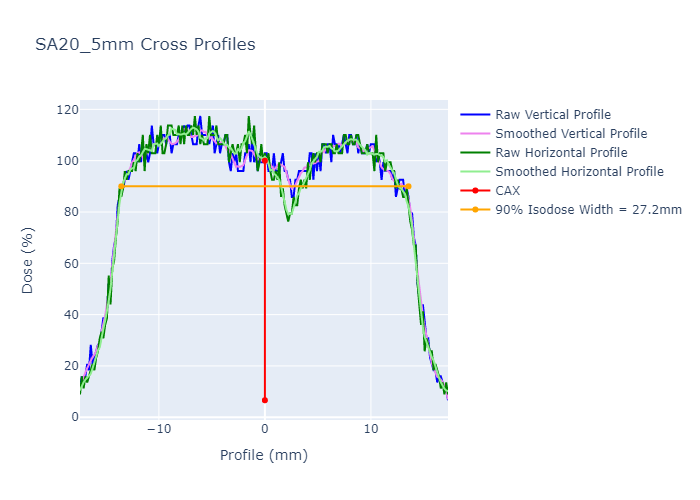 SA20_5mm Cross Profiles
120
100
80
60
40
20
0
−10
0
10
Dose (%)
Profile (mm)
Raw Vertical Profile
Smoothed Vertical Profile
Raw Horizontal Profile
Smoothed Horizontal Profile
CAX
90% Isodose Width = 27.2mm